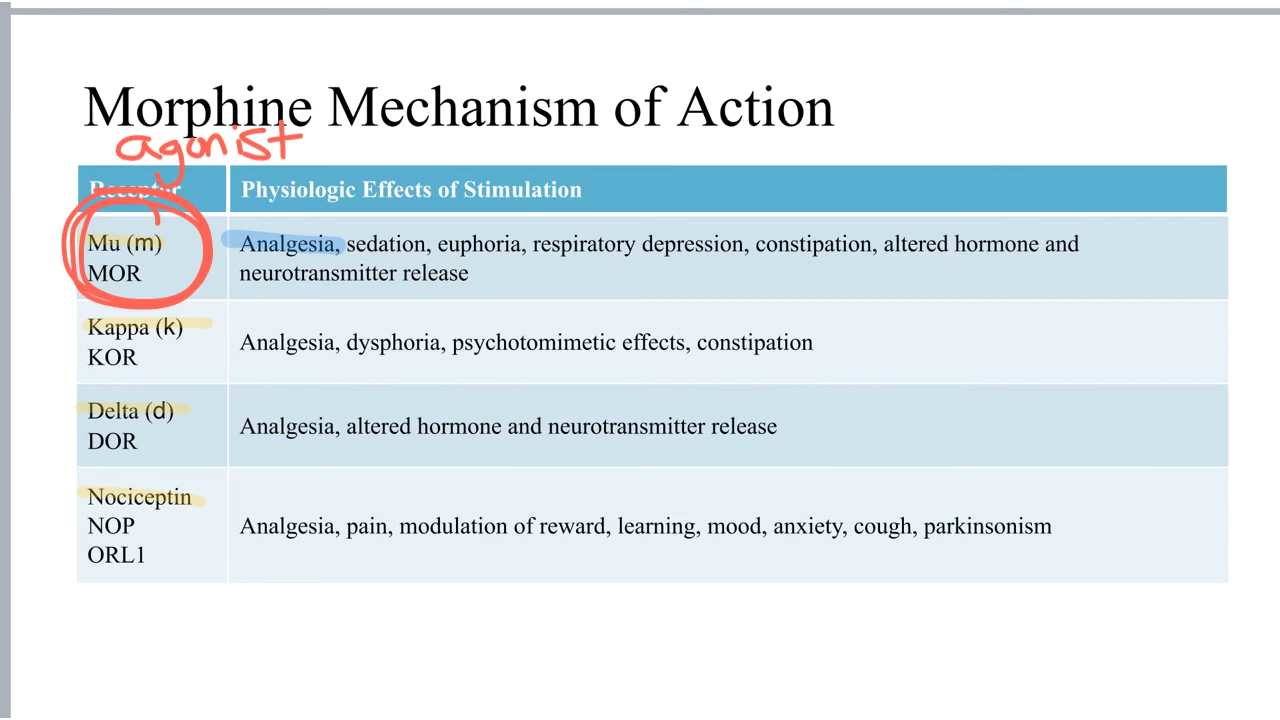 Morphine Mechanism of Action
agonist
Receptor
Physiologic Effects of Stimulation
Mu (m)
MOR
Analgesia, sedation, euphoria, respiratory depression, constipation, altered hormone and
neurotransmitter release
Kappa (k)
KOR
Analgesia, dysphoria, psychotomimetic effects, constipation
Delta (d)
DOR
Analgesia, altered hormone and neurotransmitter release
Nociceptin
NOP
ORL1
Analgesia, pain, modulation of reward, learning, mood, anxiety, cough, parkinsonism